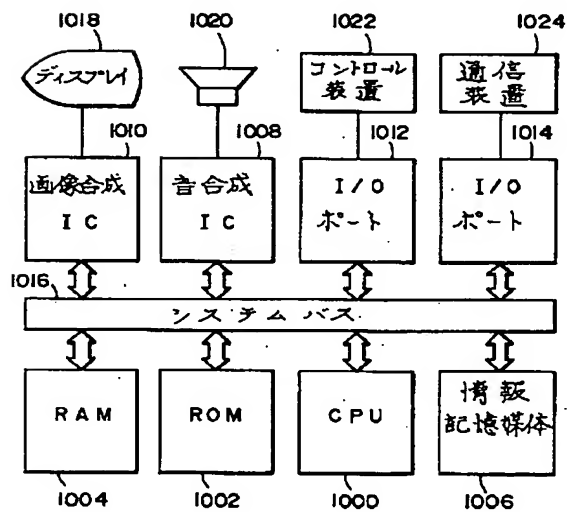 1018
1020
1022
1024
ディスプレイ
コントロール
装置
通信
装置
1010
1008
1012
1014
画像合成
IC
音合成
IC
I/O
ポート
I/O
ポート
1016
システムバス
RAM
ROM
CPU
情報
記憶媒体
1004
1002
1000
1006